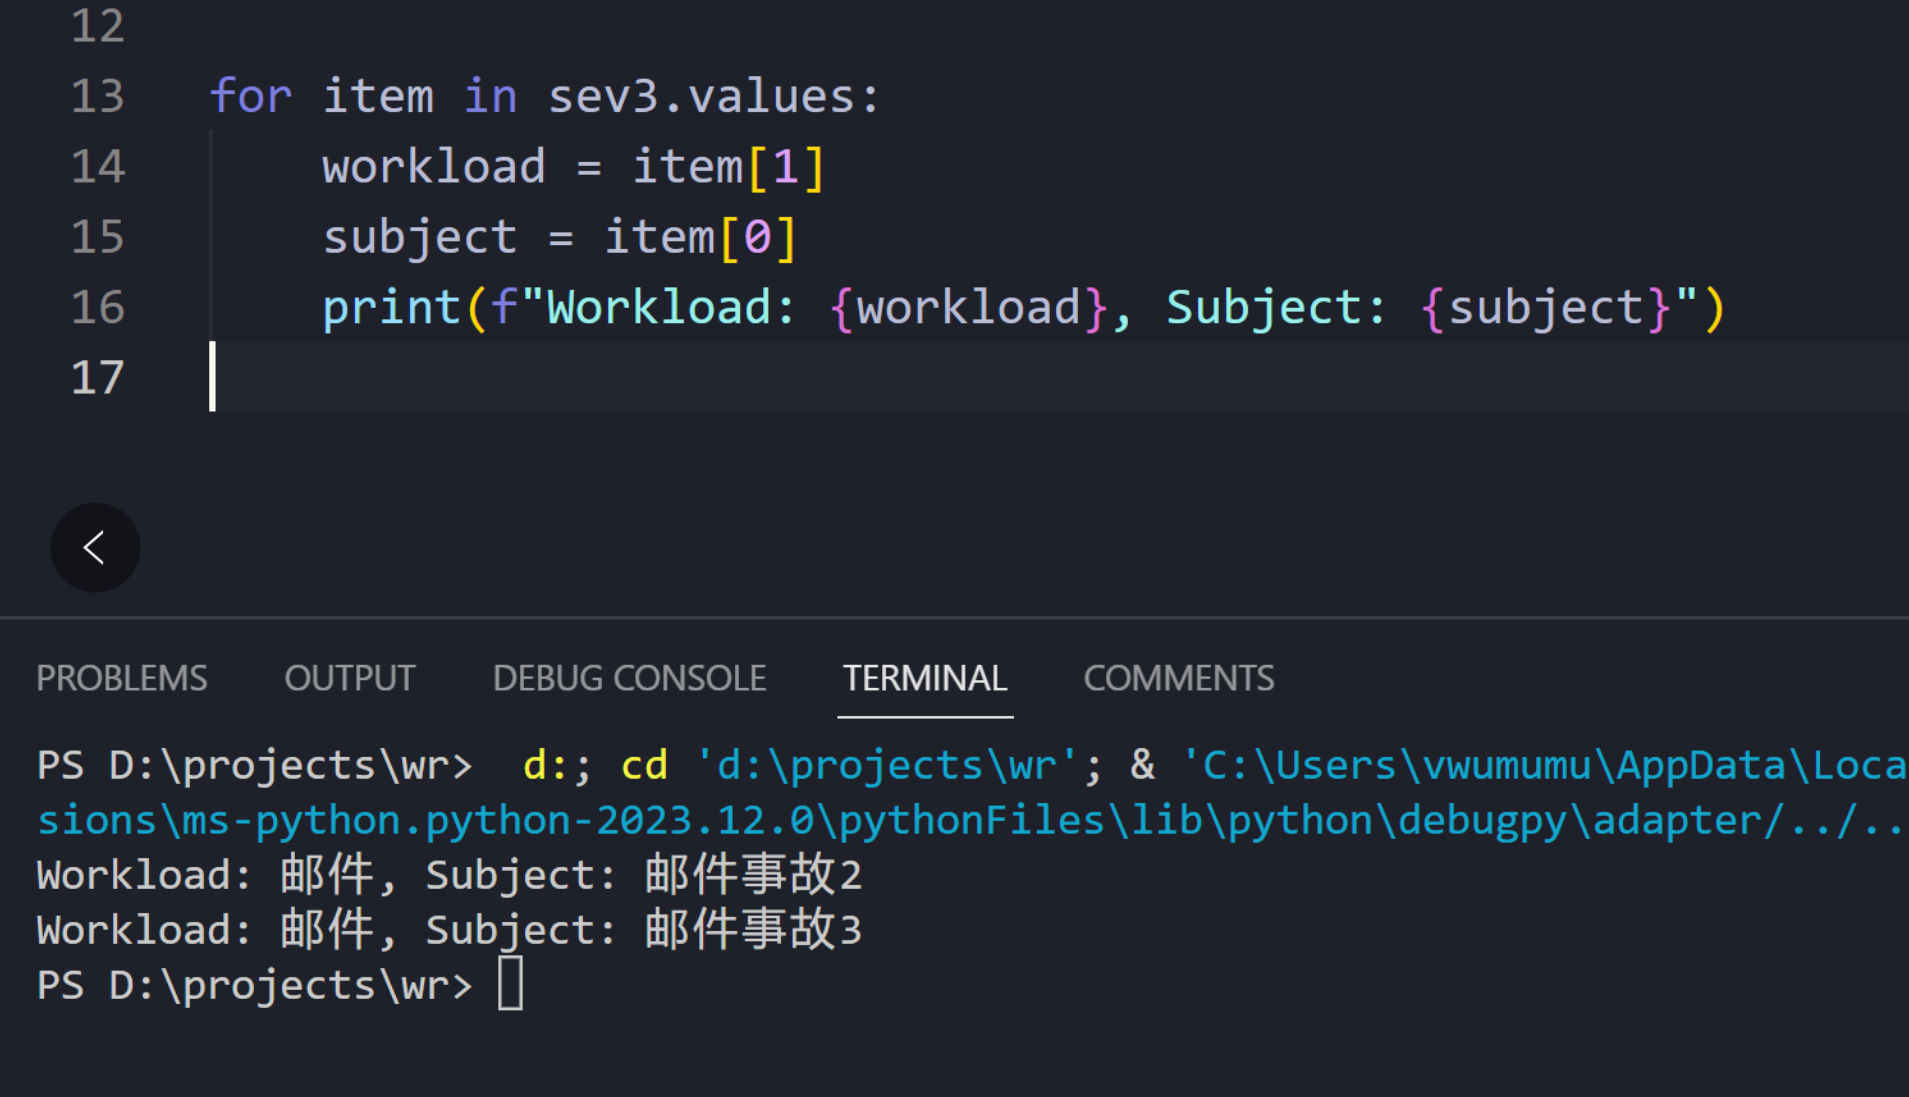 12
13 for item in sev3.values:
14 workload = item[1]
15 subject = item[0]
16 print(f"Workload: {workload}, Subject: {subject}")
17
PROBLEMS OUTPUT DEBUG CONSOLE TERMINAL COMMENTS
PS D:\projects\wr>  d:; cd 'd:\projects\wr'; & 'C:\Users\vwumumu\AppData\Loca
sions\ms-python.python-2023.12.0\pythonFiles\lib\python\debugpy\adapter/../..
Workload: 邮件, Subject: 邮件事故2
Workload: 邮件, Subject: 邮件事故3
PS D:\projects\wr>